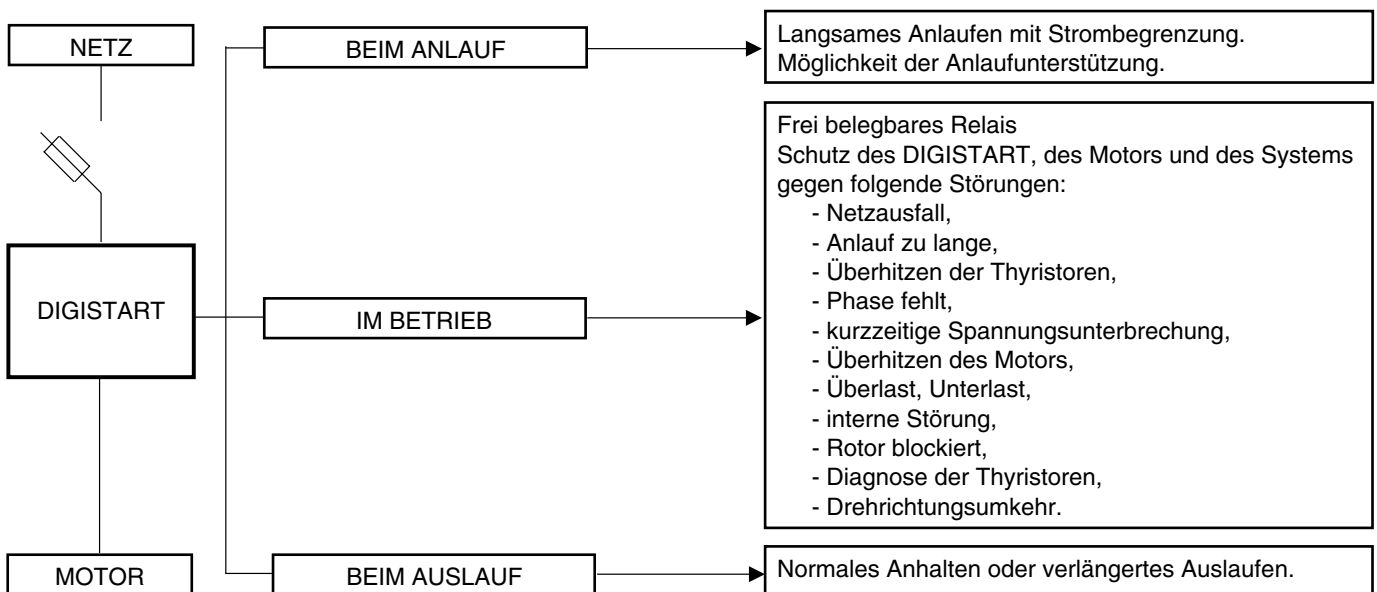 NETZ
BEIM ANLAUF
Langsames Anlaufen mit Strombegrenzung.
Möglichkeit der Anlaufunterstützung.
DIGISTART
IM BETRIEB
Frei belegbares Relais
Schutz des DIGISTART, des Motors und des Systems
gegen folgende Störungen:
- Netzausfall,
- Anlauf zu lange,
- Überhitzen der Thyristoren,
- Phase fehlt,
- kurzzeitige Spannungsunterbrechung,
- Überhitzen des Motors,
- Überlast, Unterlast,
- interne Störung,
- Rotor blockiert,
- Diagnose der Thyristoren,
- Drehrichtungsumkehr.
MOTOR
BEIM AUSLAUF
Normales Anhalten oder verlängertes Auslaufen.